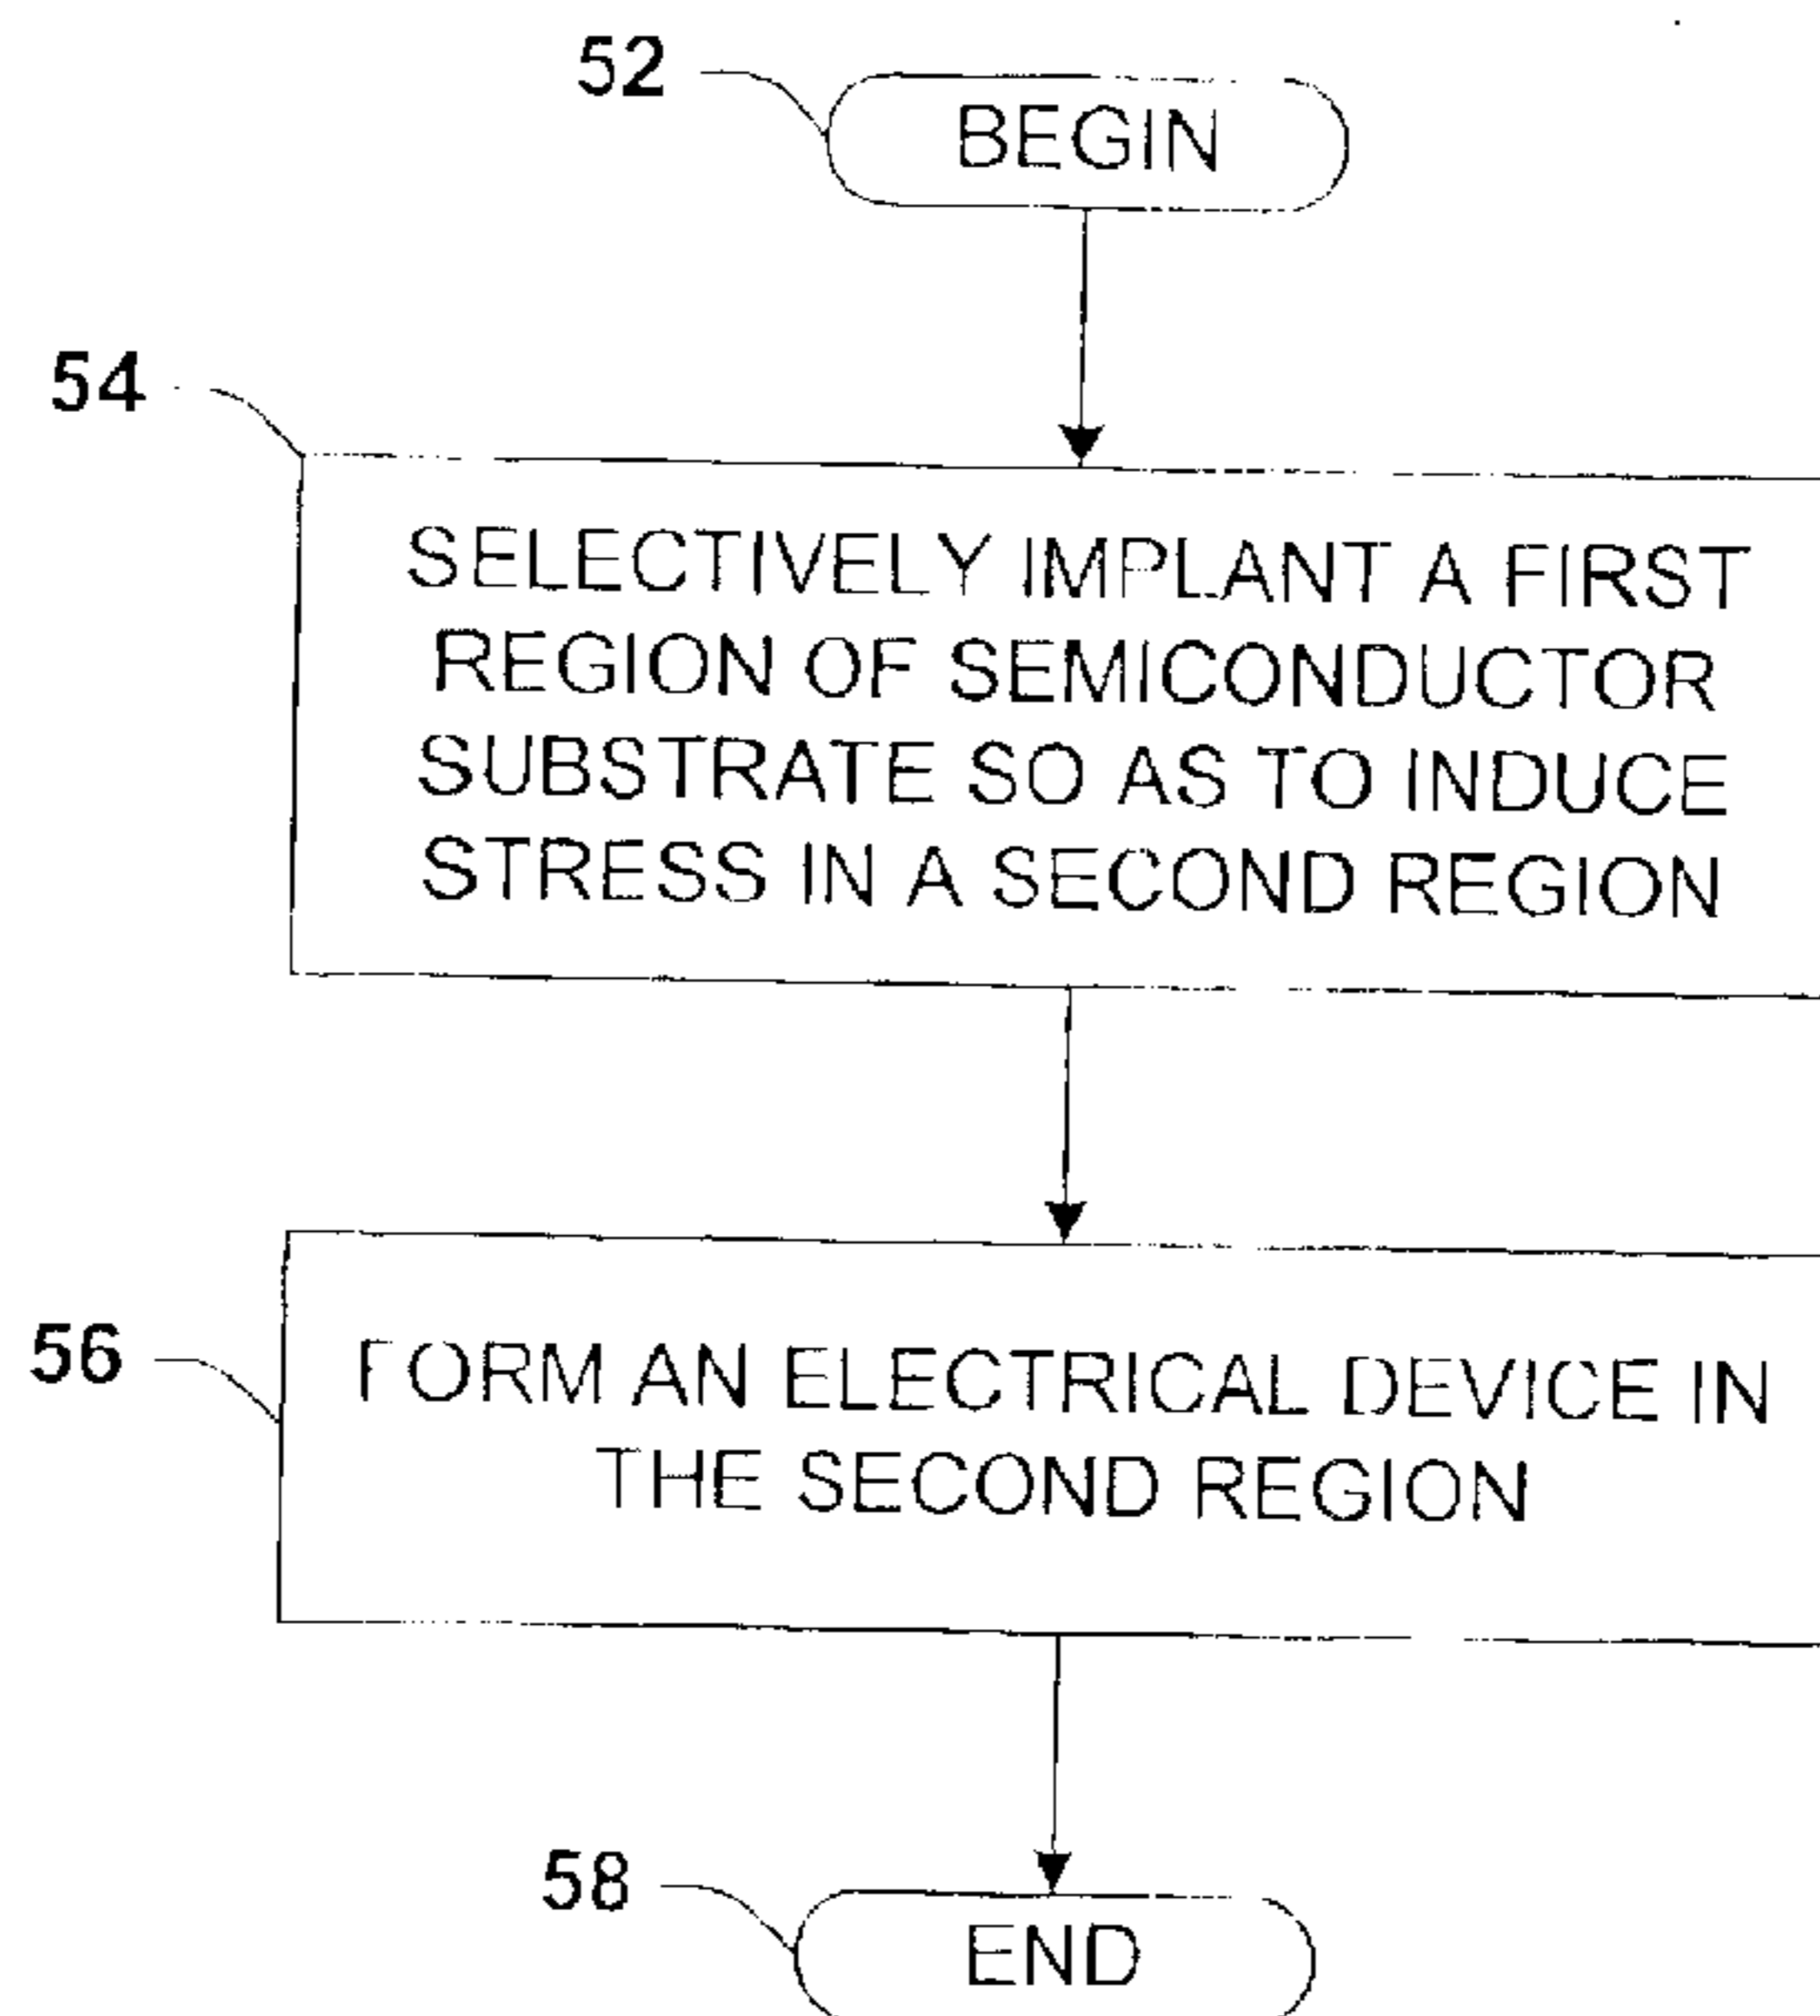 52
BEGIN
54
SELECTIVELY IMPLANT A FIRST
REGION OF SEMICONDUCTOR
SUBSTRATE SO AS TO INDUCE
STRESS IN A SECOND REGION
56
FORM AN ELECTRICAL DEVICE IN
THE SECOND REGION
58
END